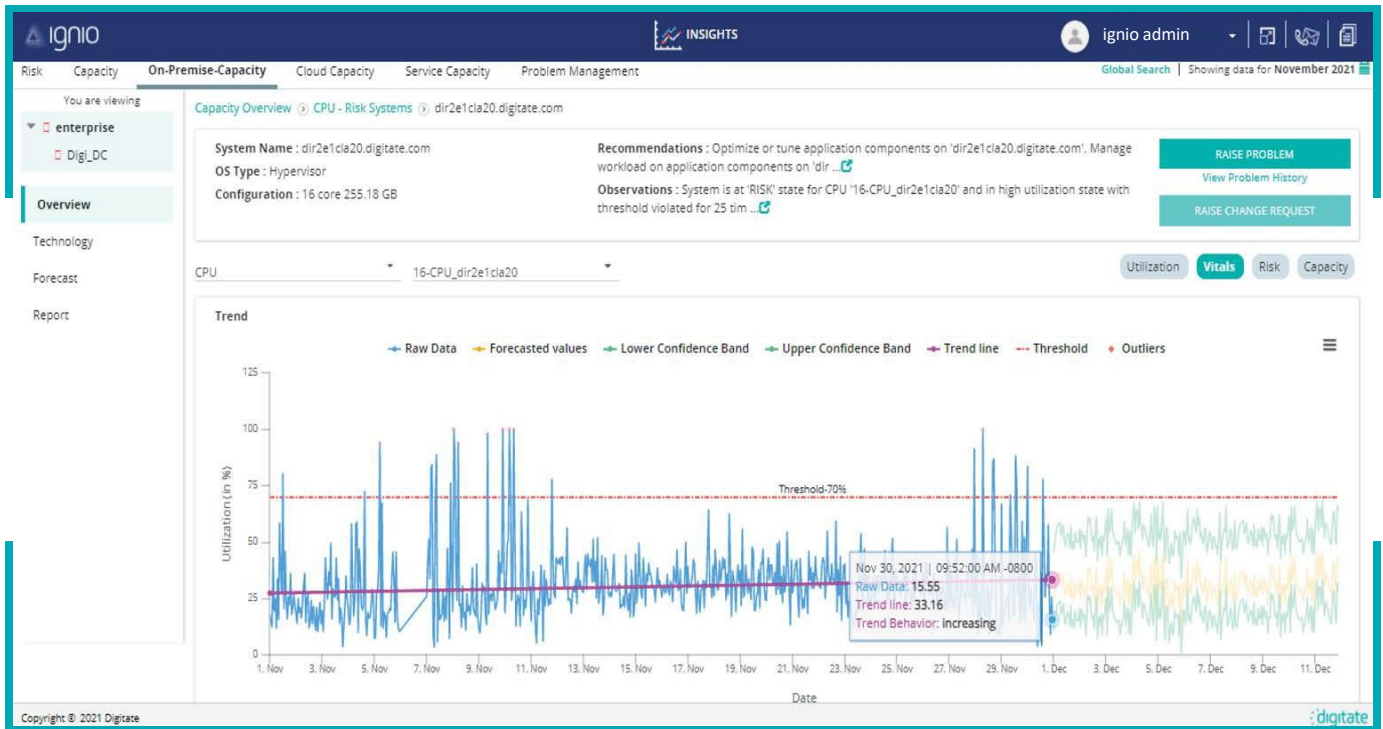 ignio
INSIGHTS
ignio admin
Risk Capacity On-Premise-Capacity Cloud Capacity Service Capacity Problem Management
Global Search | Showing data for November 2021
You are viewing
enterprise
Digi_DC
Overview
Technology
Forecast
Report
Capacity Overview CPU - Risk Systems dir2e1cla20.digitate.com
System Name : dir2e1cla20.digitate.com
OS Type : Hypervisor
Configuration : 16 core 255.18 GB
Recommendations : Optimize or tune application components on 'dir2e1cla20.digitate.com'. Manage
workload on application components on 'dir ...
Observations : System is at 'RISK' state for CPU '16-CPU_dir2e1cla20' and in high utilization state with
threshold violated for 25 tim ...
RAISE PROBLEM
View Problem History
RAISE CHANGE REQUEST
CPU
16-CPU_dir2e1cla20
Utilization Vitals Risk Capacity
Trend
Raw Data Forecasted values Lower Confidence Band Upper Confidence Band Trend line Threshold Outliers
125
100
75
50
25
0
Utilization (in %)
Threshold-70%
Nov 30, 2021 | 09:52:00 AM -0800
Raw Data: 15.55
Trend line: 33.16
Trend Behavior: increasing
1. Nov 3. Nov 5. Nov 7. Nov 9. Nov 11. Nov 13. Nov 15. Nov 17. Nov 19. Nov 21. Nov 23. Nov 25. Nov 27. Nov 29. Nov 1. Dec 3. Dec 5. Dec 7. Dec 9. Dec 11. Dec
Date
Copyright © 2021 Digitate
digitate